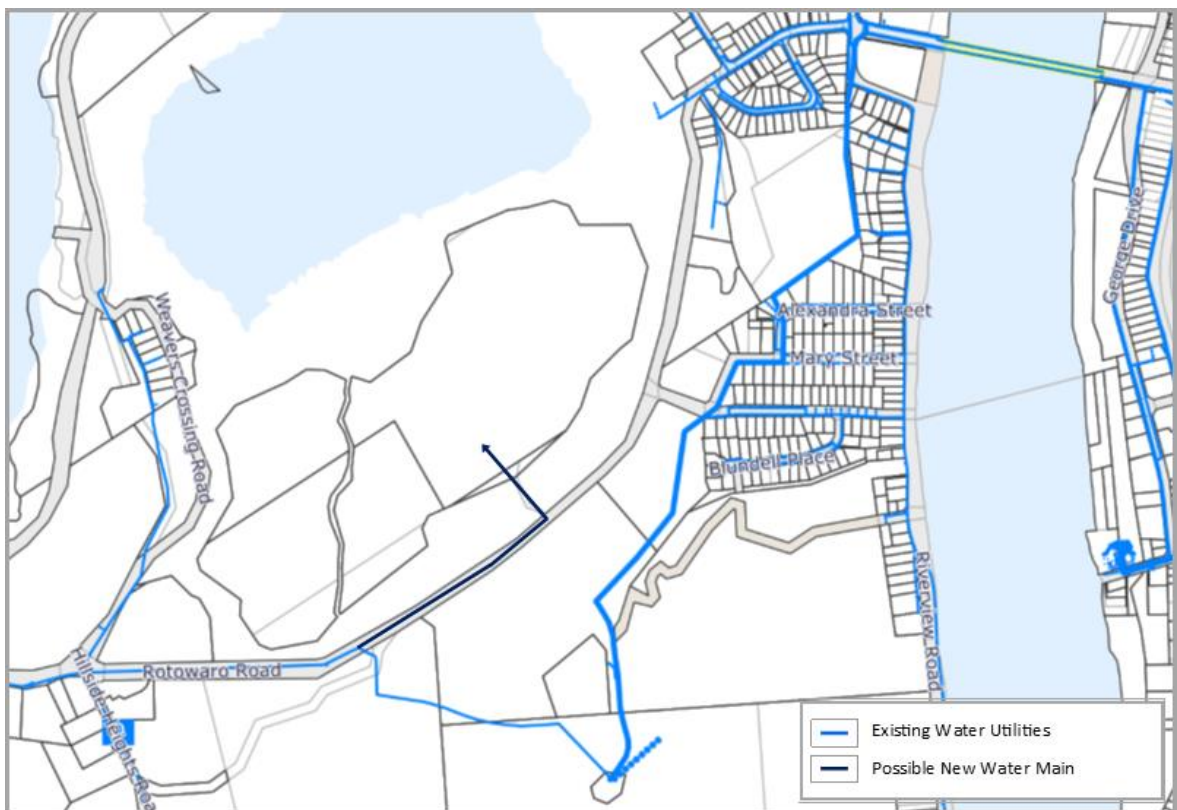 George Drive
Weavers Crossing Road
Alexandra Street
Mary Street
Blundell Place
Riverview Road
Rotowaro Road
Hillside Heights Roa
Existing Water Utilities
Possible New Water Main